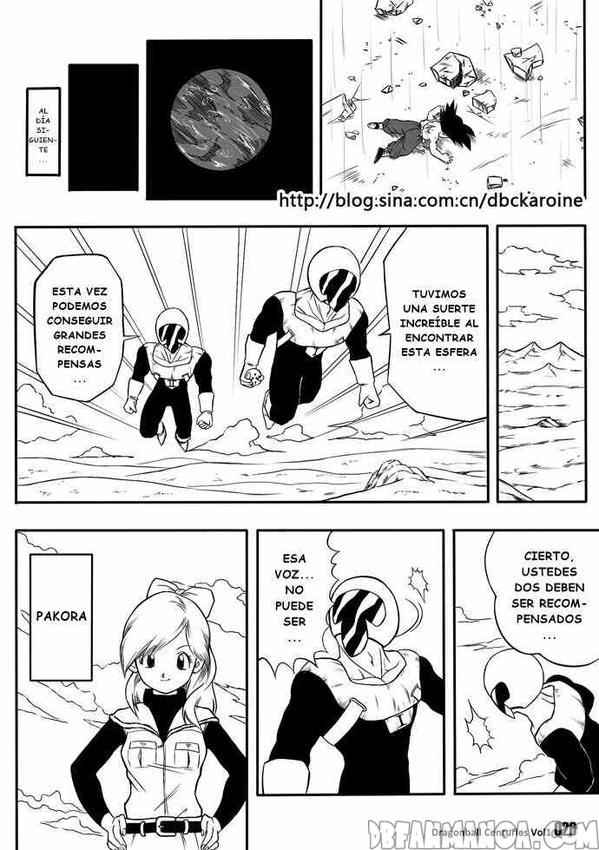 AL
DÍA
SI-
GUIEN-
TE
...
http://blog.sina.com.cn/dbckaroine
TUVIMOS
UNA SUERTE
INCREÍBLE AL
ENCONTRAR
ESTA ESFERA
...
ESTA VEZ
PODEMOS
CONSEGUIR
GRANDES
RECOM-
PENSAS
...
CIERTO,
USTEDES
DOS DEBEN
SER RECOM-
PENSADOS
...
ESA
VOZ...
NO
PUEDE
SER
...
PAKORA
Dragonball Centuries
DBFANMANGA.COM